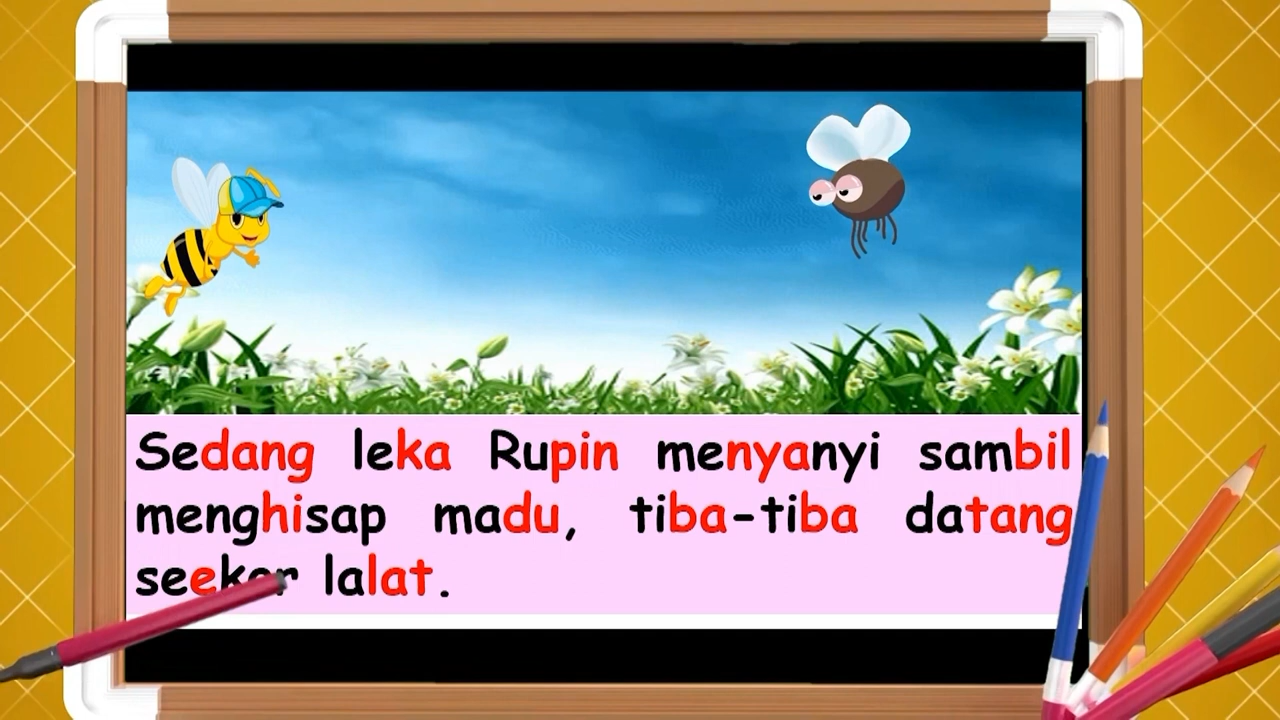 Sedang leka Rupin menyanyi sambil
menghisap madu, tiba-tiba datang
seekor lalat.